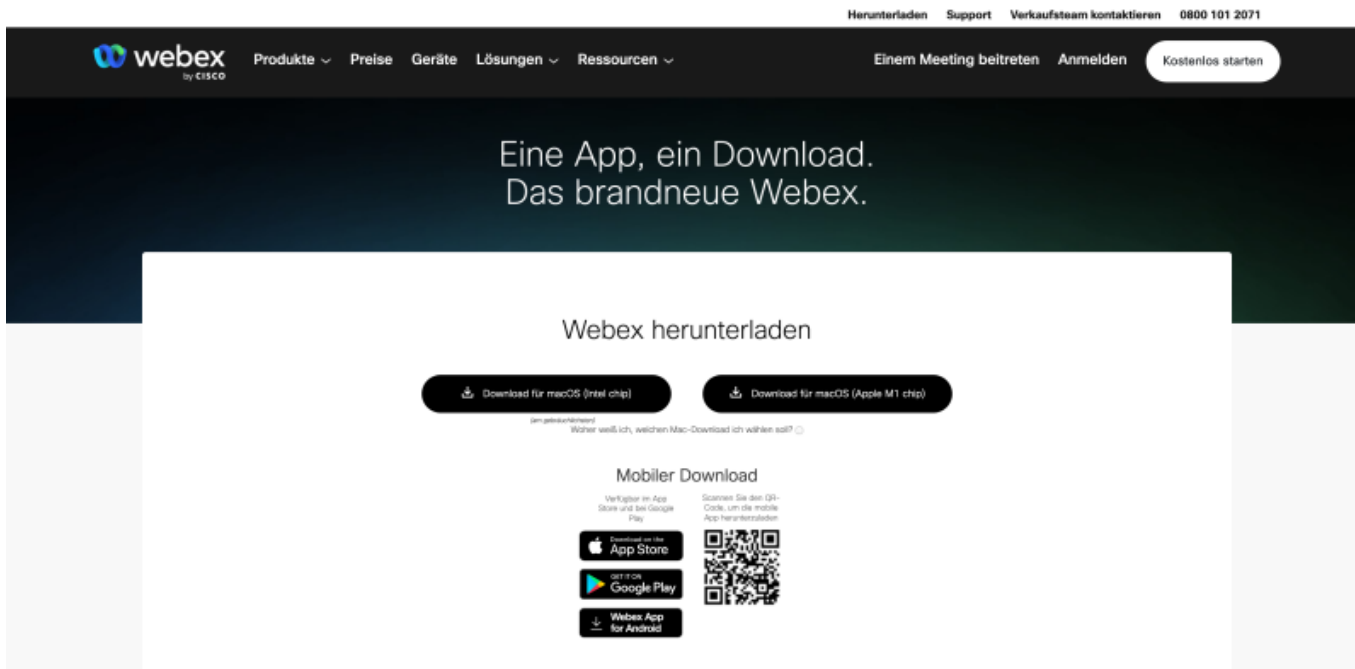 Herunterladen Support Verkaufsteam kontaktieren 0800 101 2071
webex
by CISCO
Produkte Preise Geräte Lösungen Ressourcen Einem Meeting beitreten Anmelden Kostenlos starten
Eine App, ein Download.
Das brandneue Webex.
Webex herunterladen
Download für macOS (Intel chip)
Download für macOS (Apple M1 chip)
(am gebräuchlichsten)
Woher weiß ich, welchen Mac-Download ich wählen soll?
Mobiler Download
Verfügbar im App
Store und bei Google
Play
Download on the
App Store
GET IT ON
Google Play
Webex App
for Android
Scannen Sie den QR-
Code, um die mobile
App herunterzuladen